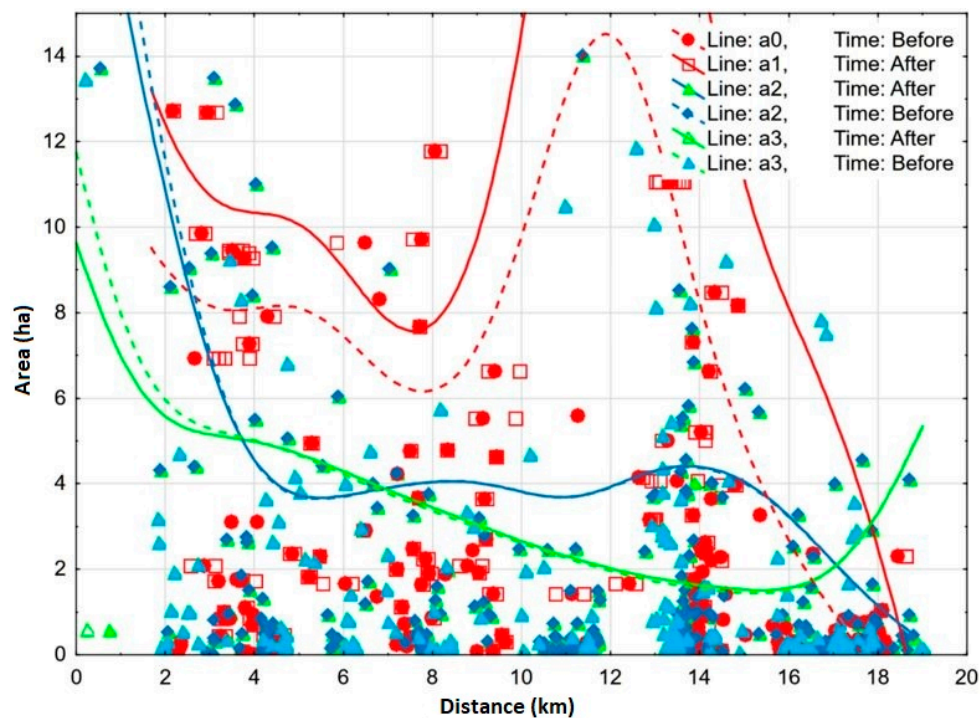 14
12
10
8
6
4
2
0
Area (ha)
Line: a0, Time: Before
Line: a1, Time: After
Line: a2, Time: After
Line: a2, Time: Before
Line: a3, Time: After
Line: a3, Time: Before
0 2 4 6 8 10 12 14 16 18 20
Distance (km)